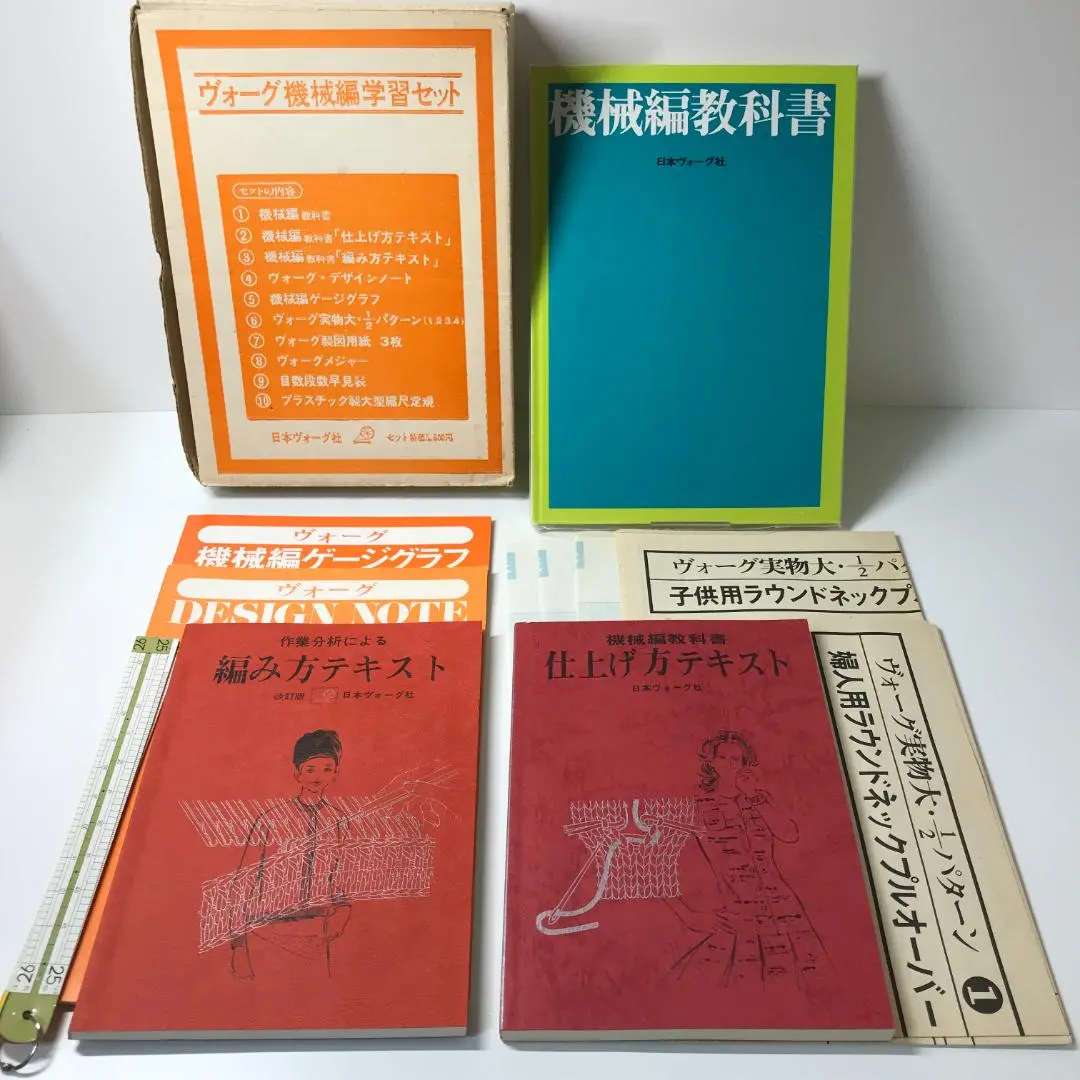 ヴォーグ機械編学習セット
セットの内容
① 機械編教科書
② 機械編教科書「仕上げ方テキスト」
③ 機械編教科書「編み方テキスト」
④ ヴォーグ・デザインノート
⑤ 機械編ゲージグラフ
⑥ ヴォーグ実物大・1/2パターン(1.2.3.4)
⑦ ヴォーグ製図用紙 3枚
⑧ ヴォーグメジャー
⑨ 目数段数早見表
⑩ プラスチック製大型縮尺定規
日本ヴォーグ社 セット特価
機械編教科書
日本ヴォーグ社
ヴォーグ
機械編ゲージグラフ
ヴォーグ
DESIGN NOTE
作業分析による
編み方テキスト
改訂版 日本ヴォーグ社
機械編教科書
仕上げ方テキスト
日本ヴォーグ社
ヴォーグ実物大・1/2パ
子供用ラウンドネックプ
ヴォーグ実物大・1/2パターン
婦人用ラウンドネックプルオーバー ①
26 25
25 26